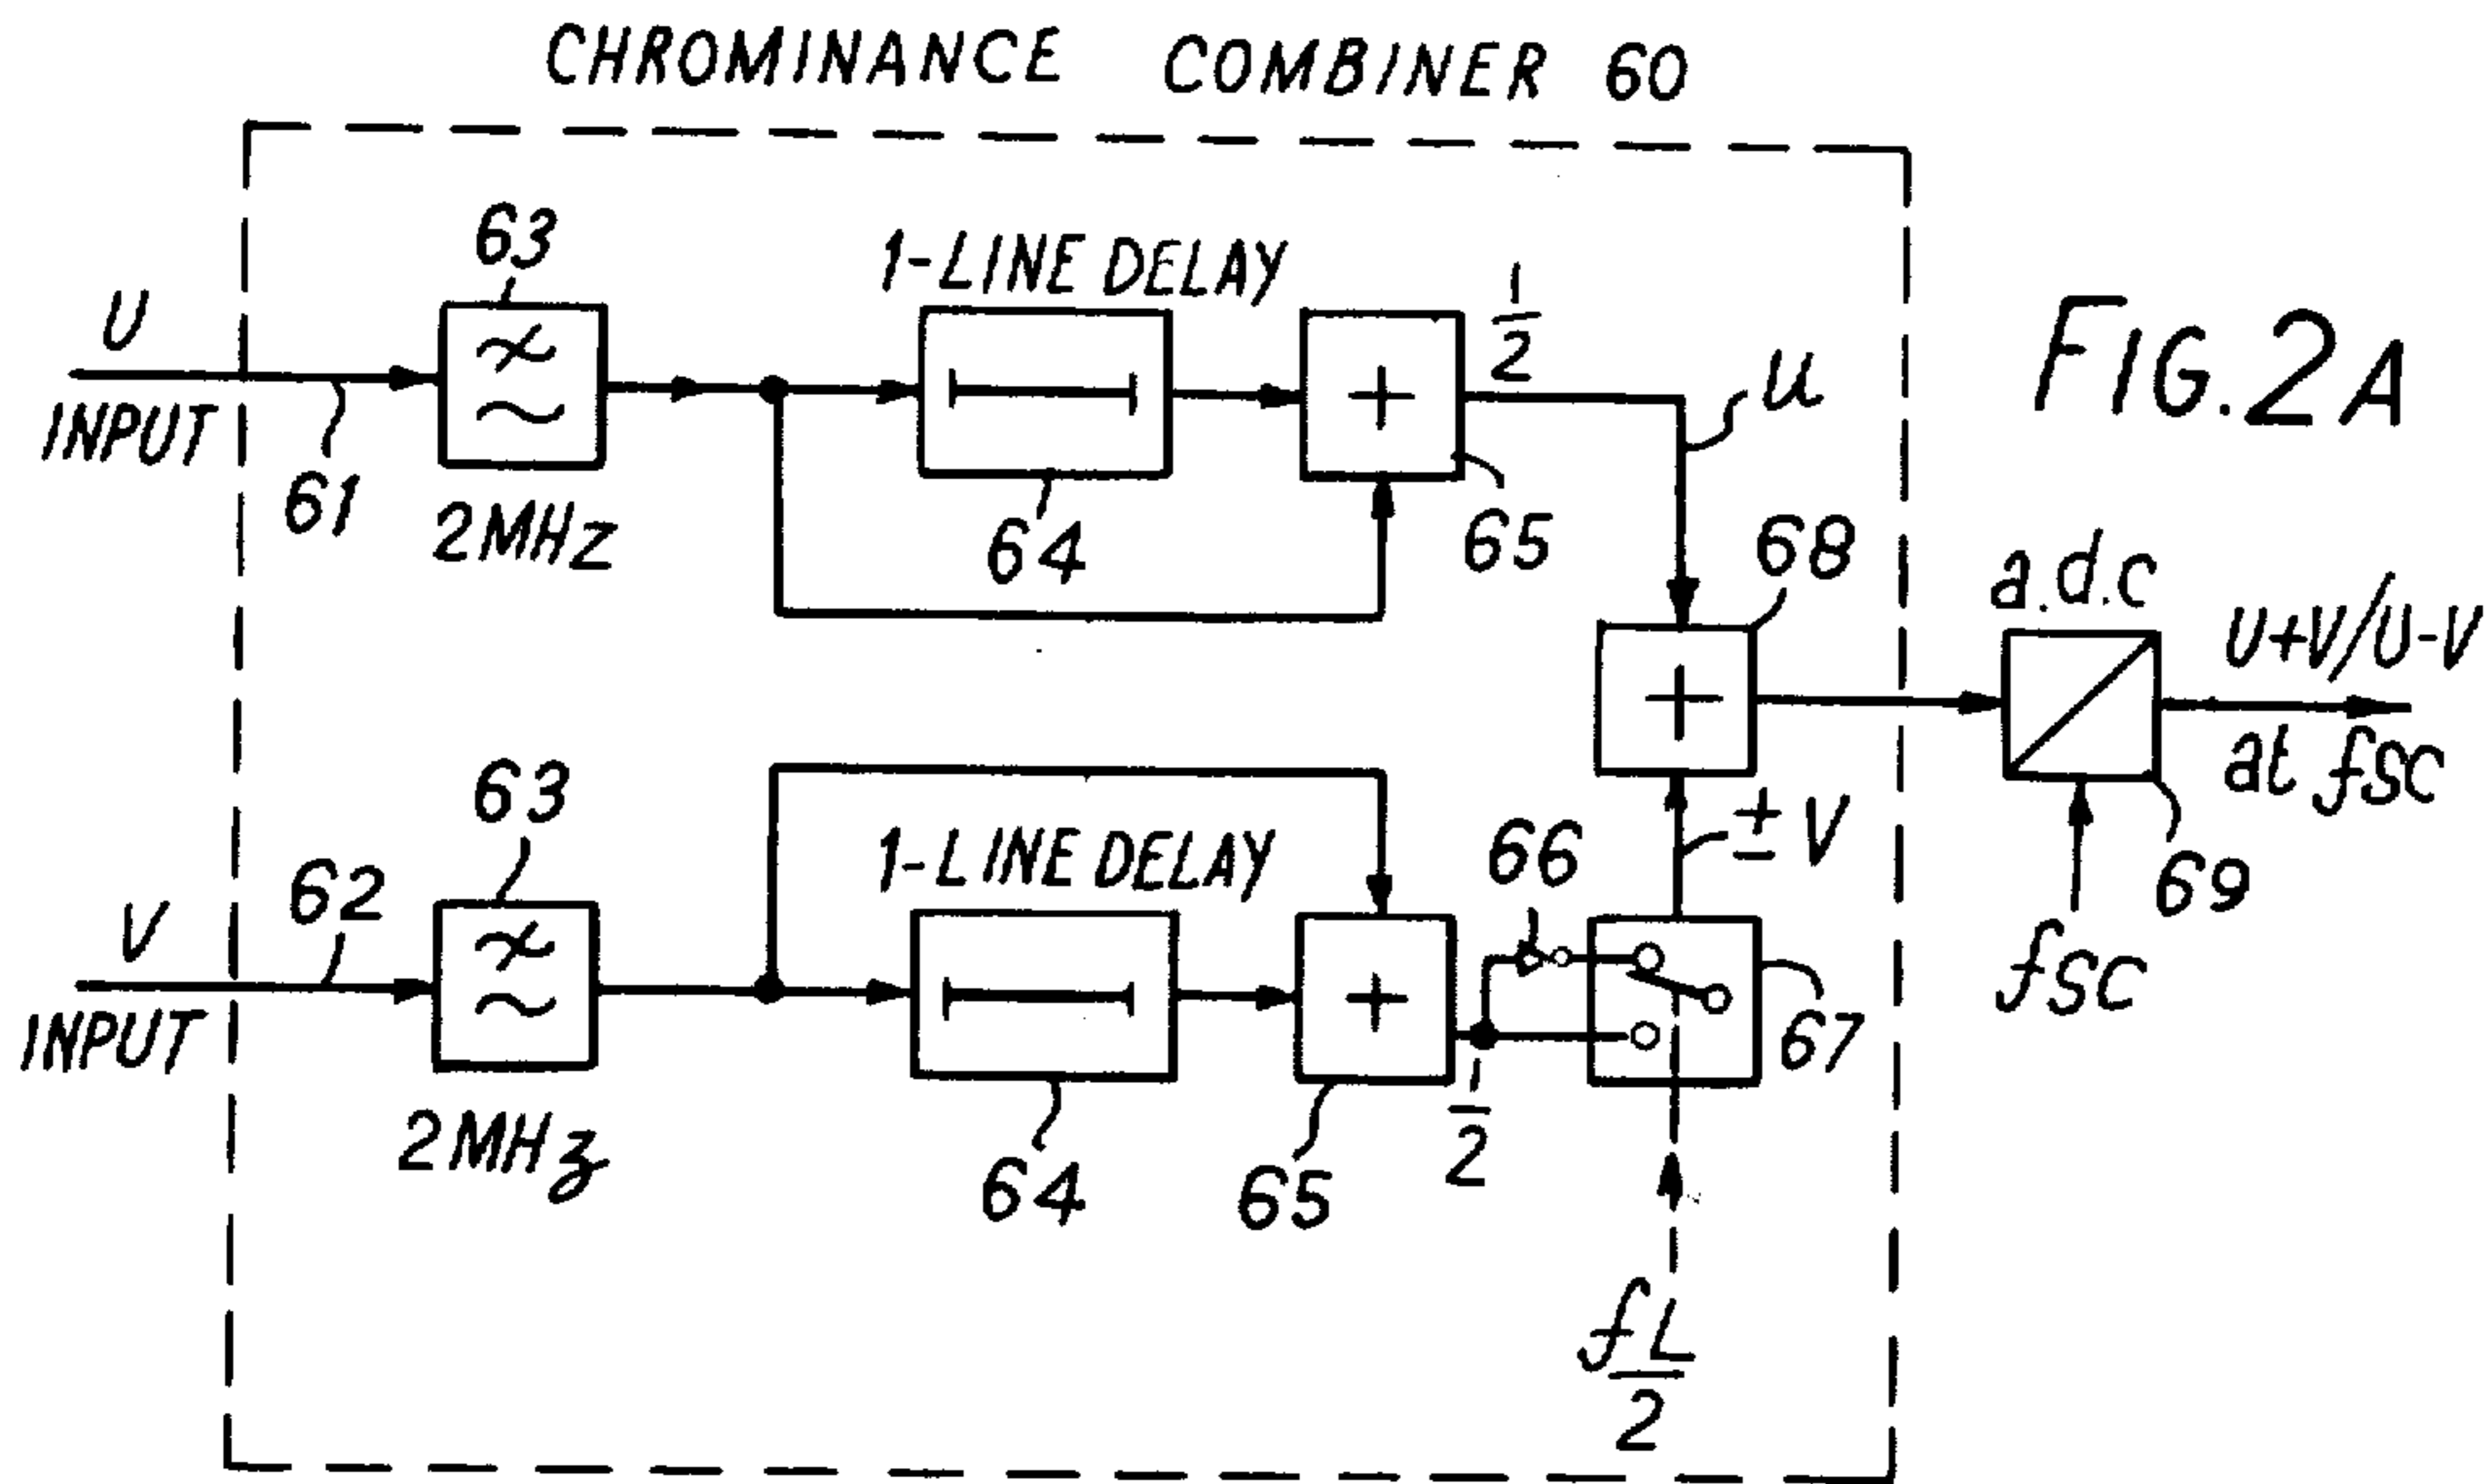 CHROMINANCE COMBINER 60
63
1-LINE DELAY
1/2
U
INPUT
61
2MHz
64
65
u
FIG. 2A
68
a.d.c
U+V/U-V
at fSC
63
1-LINE DELAY
66
± V
69
fSC
62
V
INPUT
2MHz
64
65
1/2
67
fL/2